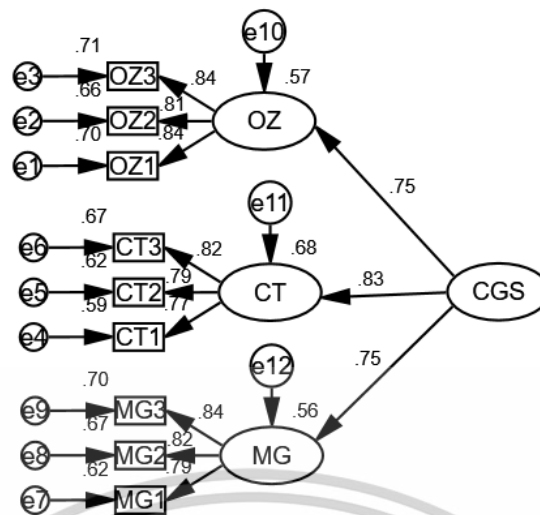 e10
.71
e3 OZ3 .84 .57
.66
e2 OZ2 .81 OZ
.70 .84
e1 OZ1
.75
e11
.67
e6 CT3 .82 .68
.62
e5 CT2 .79 CT .83 CGS
.59 .77
e4 CT1
.75
e12
.70
e9 MG3 .84 .56
.67
e8 MG2 .82 MG
.62 .79
e7 MG1